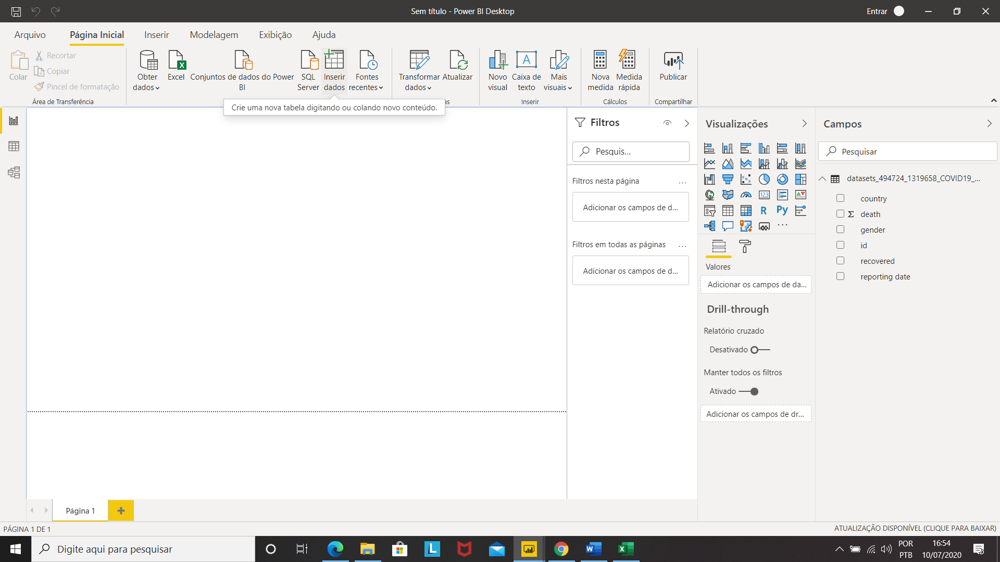 Sem título - Power BI Desktop
Entrar
Arquivo
Página Inicial
Inserir
Modelagem
Exibição
Ajuda
Colar
Recortar
Copiar
Pincel de formatação
Área de Transferência
Obter
dados
Excel
Conjuntos de dados do Power
BI
SQL
Server
Inserir
dados
Fontes
recentes
Transformar
dados
Atualizar
Novo
visual
Caixa de
texto
Mais
visuais
Inserir
Nova
medida
Medida
rápida
Cálculos
Publicar
Compartilhar
as
Crie uma nova tabela digitando ou colando novo conteúdo.
Filtros
Pesquis...
Filtros nesta página
...
Adicionar os campos de d...
Filtros em todas as páginas
...
Adicionar os campos de d...
Visualizações
123
R
Py
...
Valores
Adicionar os campos de da...
Drill-through
Relatório cruzado
Desativado
Manter todos os filtros
Ativado
Adicionar os campos de dr...
Campos
Pesquisar
datasets_494724_1319658_COVID19_...
country
Σ death
gender
id
recovered
reporting date
Página 1
PÁGINA 1 DE 1
ATUALIZAÇÃO DISPONÍVEL (CLIQUE PARA BAIXAR)
Digite aqui para pesquisar
POR
PTB
16:54
10/07/2020